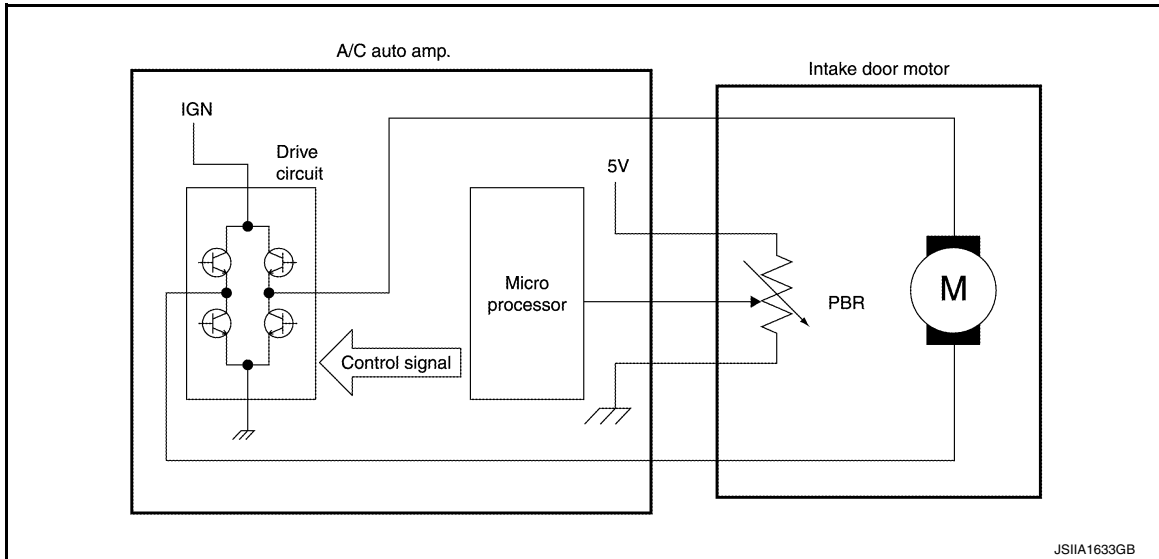 A/C auto amp.
Intake door motor
IGN
Drive
circuit
5V
Micro
processor
PBR
M
Control signal
JSIIA1633GB